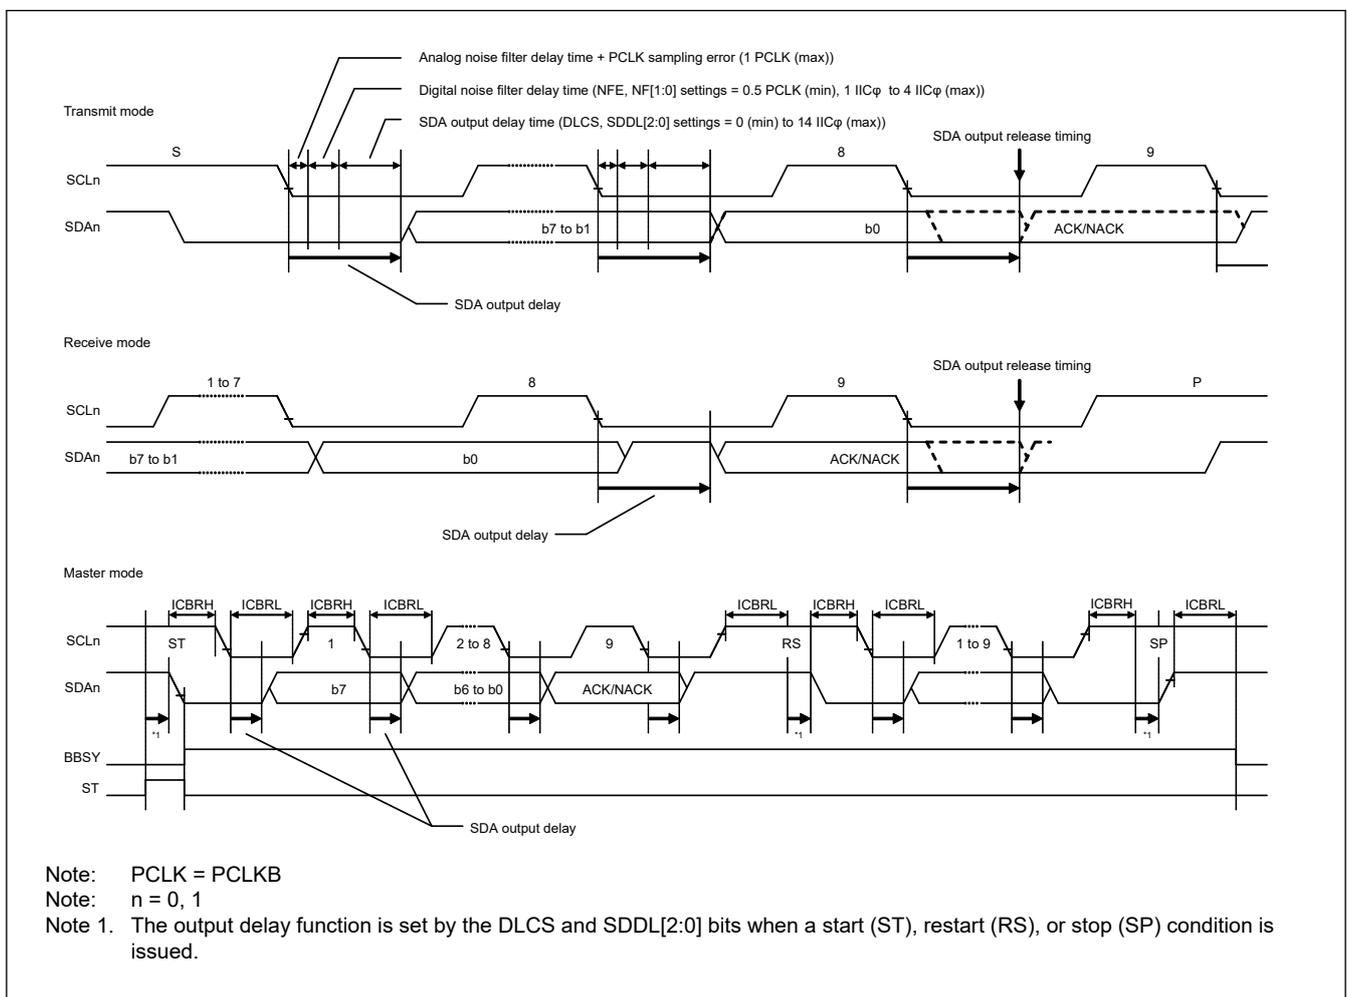 Analog noise filter delay time + PCLK sampling error (1 PCLK (max))
Digital noise filter delay time (NFE, NF[1:0] settings = 0.5 PCLK (min), 1 IICφ to 4 IICφ (max))
Transmit mode
SDA output delay time (DLCS, SDDL[2:0] settings = 0 (min) to 14 IICφ (max))
SDA output release timing
S 8 9
SCLn
SDAn b7 to b1 b0 ACK/NACK
SDA output delay
Receive mode
SDA output release timing
1 to 7 8 9 P
SCLn
SDAn b7 to b1 b0 ACK/NACK
SDA output delay
Master mode
ICBRH ICBRL ICBRH ICBRL ICBRL ICBRH ICBRL ICBRH ICBRL
SCLn ST 1 2 to 8 9 RS 1 to 9 SP
SDAn b7 b6 to b0 ACK/NACK
*1 *1 *1
BBSY
ST
SDA output delay
Note: PCLK = PCLKB
Note: n = 0, 1
Note 1. The output delay function is set by the DLCS and SDDL[2:0] bits when a start (ST), restart (RS), or stop (SP) condition is
issued.